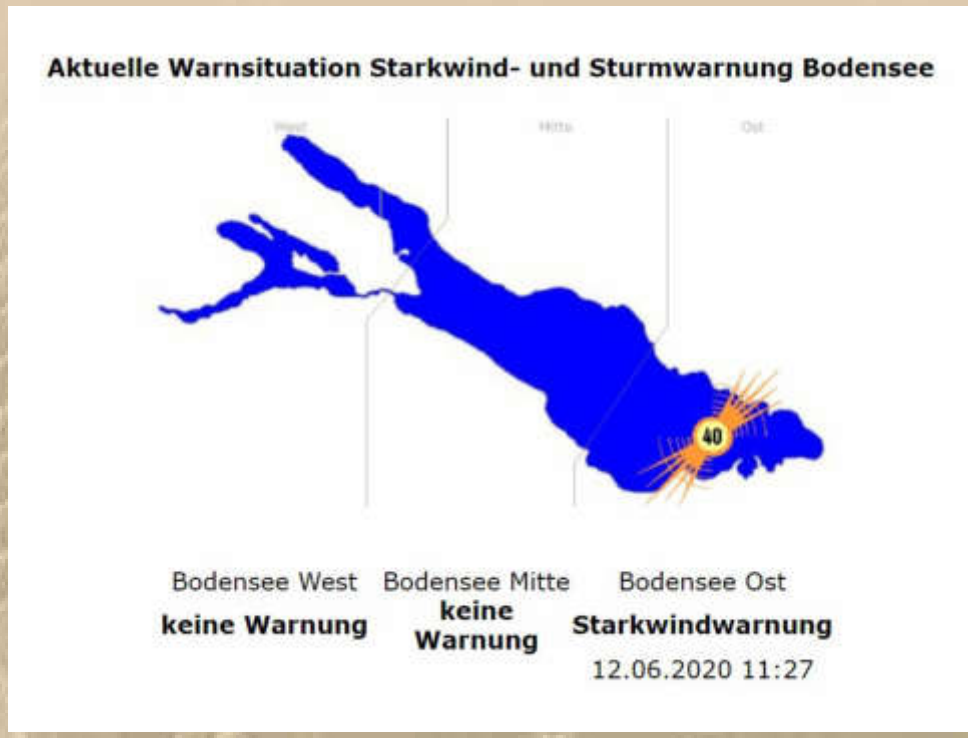 Aktuelle Warnsituation Starkwind- und Sturmwarnung Bodensee
West Mitte Ost
40
Bodensee West
keine Warnung
Bodensee Mitte
keine
Warnung
Bodensee Ost
Starkwindwarnung
12.06.2020 11:27